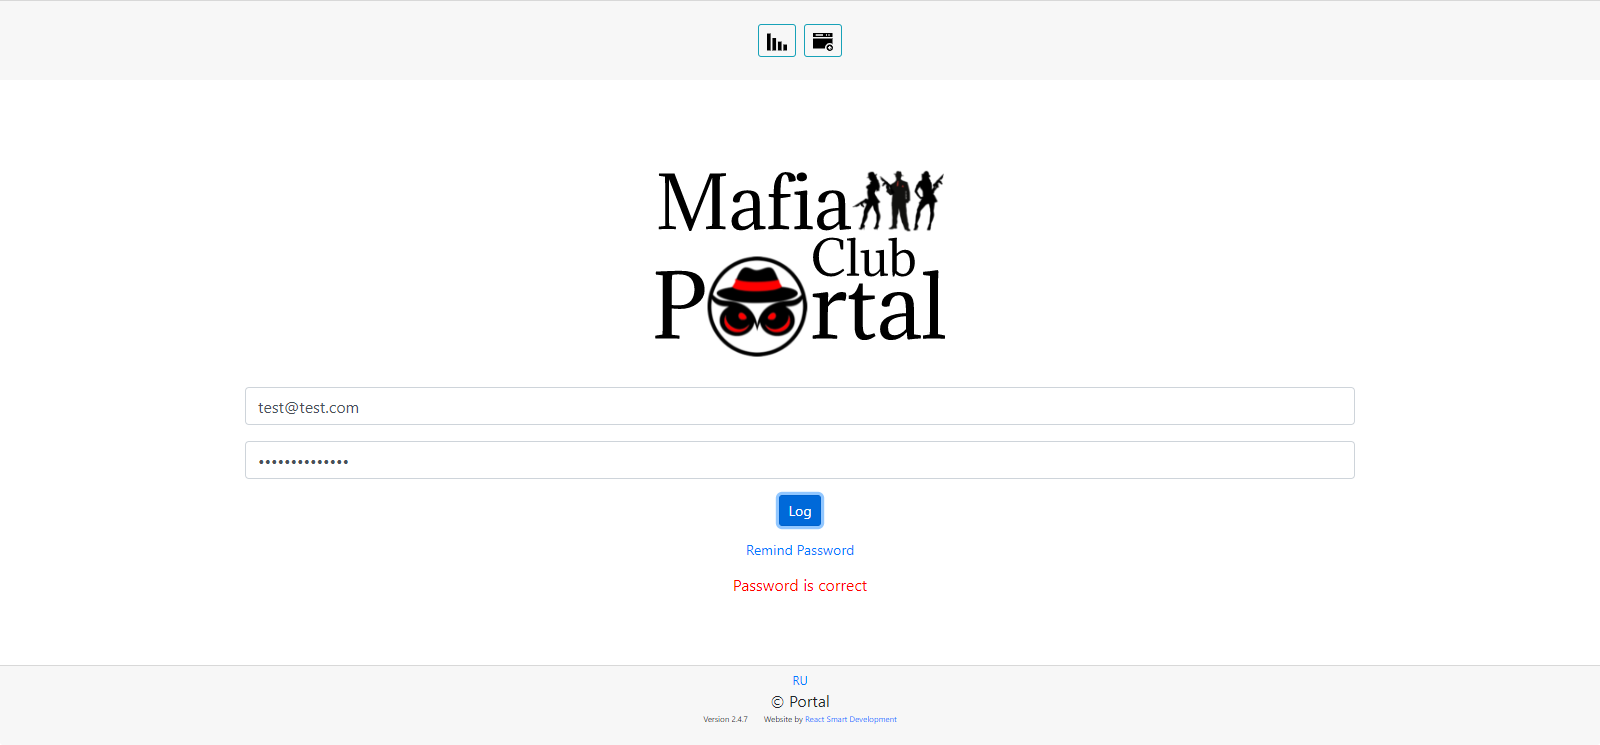 Mafia
Club
Portal
test@test.com
••••••••••••••
Log
Remind Password
Password is correct
RU
© Portal
Version 2.4.7 Website by React Smart Development